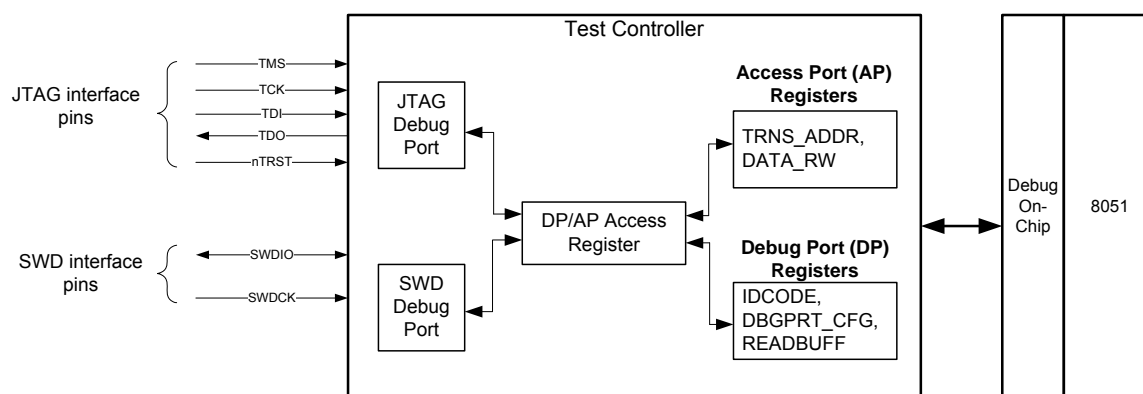 Test Controller
JTAG interface
pins
TMS
TCK
TDI
TDO
nTRST
SWD interface
pins
SWDIO
SWDCK
JTAG
Debug
Port
SWD
Debug
Port
DP/AP Access
Register
Access Port (AP)
Registers
TRNS_ADDR,
DATA_RW
Debug Port (DP)
Registers
IDCODE,
DBGPRT_CFG,
READBUFF
Debug
On-
Chip
8051